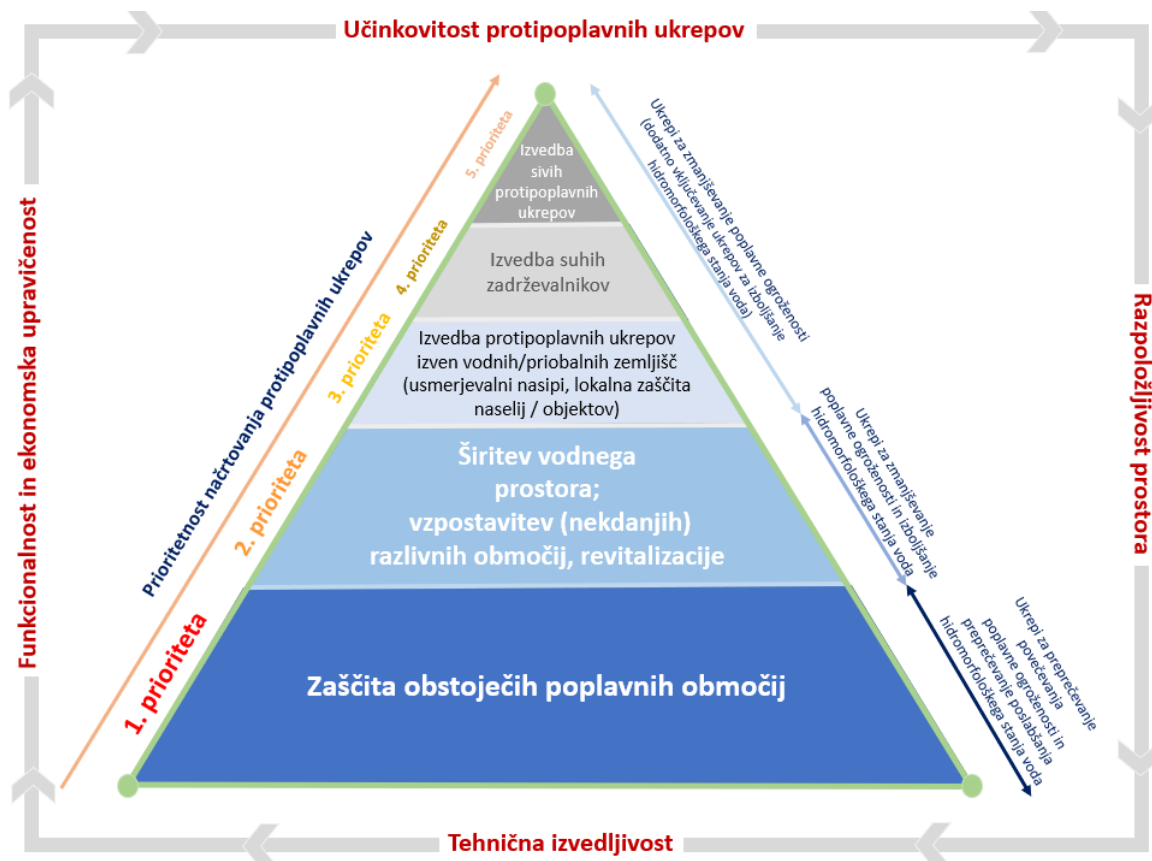 Učinkovitost protipoplavnih ukrepov
Funkcionalnost in ekonomska upravičenost
Prioritetnost načrtovanja protipoplavnih ukrepov
5. prioriteta
4. prioriteta
3. prioriteta
2. prioriteta
1. prioriteta
Izvedba
sivih
protipoplavnih
ukrepov
Izvedba suhih
zadrževalnikov
Izvedba protipoplavnih ukrepov
izven vodnih/priobalnih zemljišč
(usmerjevalni nasipi, lokalna zaščita
naselij / objektov)
Širitev vodnega
prostora;
vzpostavitev (nekdanjih)
razlivnih območij, revitalizacije
Zaščita obstoječih poplavnih območij
Ukrepi za zmanjševanje poplavne ogroženosti
(dodatno vključevanje ukrepov za izboljšanje
hidromorfološkega stanja voda)
Ukrepi za zmanjševanje
poplavne ogroženosti in izboljšanje
hidromorfološkega stanja voda
Ukrepi za preprečevanje
povečevanja
poplavne ogroženosti in
preprečevanje poslabšanja
hidromorfološkega stanja voda
Razpoložljivost prostora
Tehnična izvedljivost